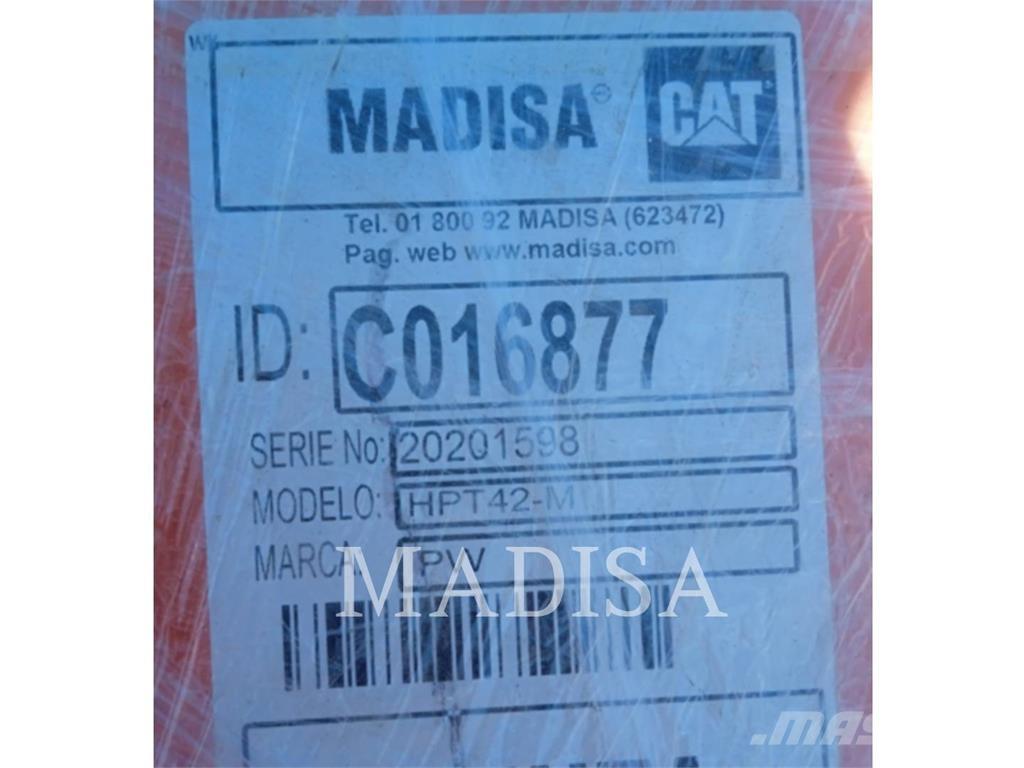 MADISA CAT
Tel. 01 800 92 MADISA (623472)
Pag. web www.madisa.com
ID: C016877
SERIE No: 20201598
MODELO: HPT42-M
MARCA: PW
MADISA